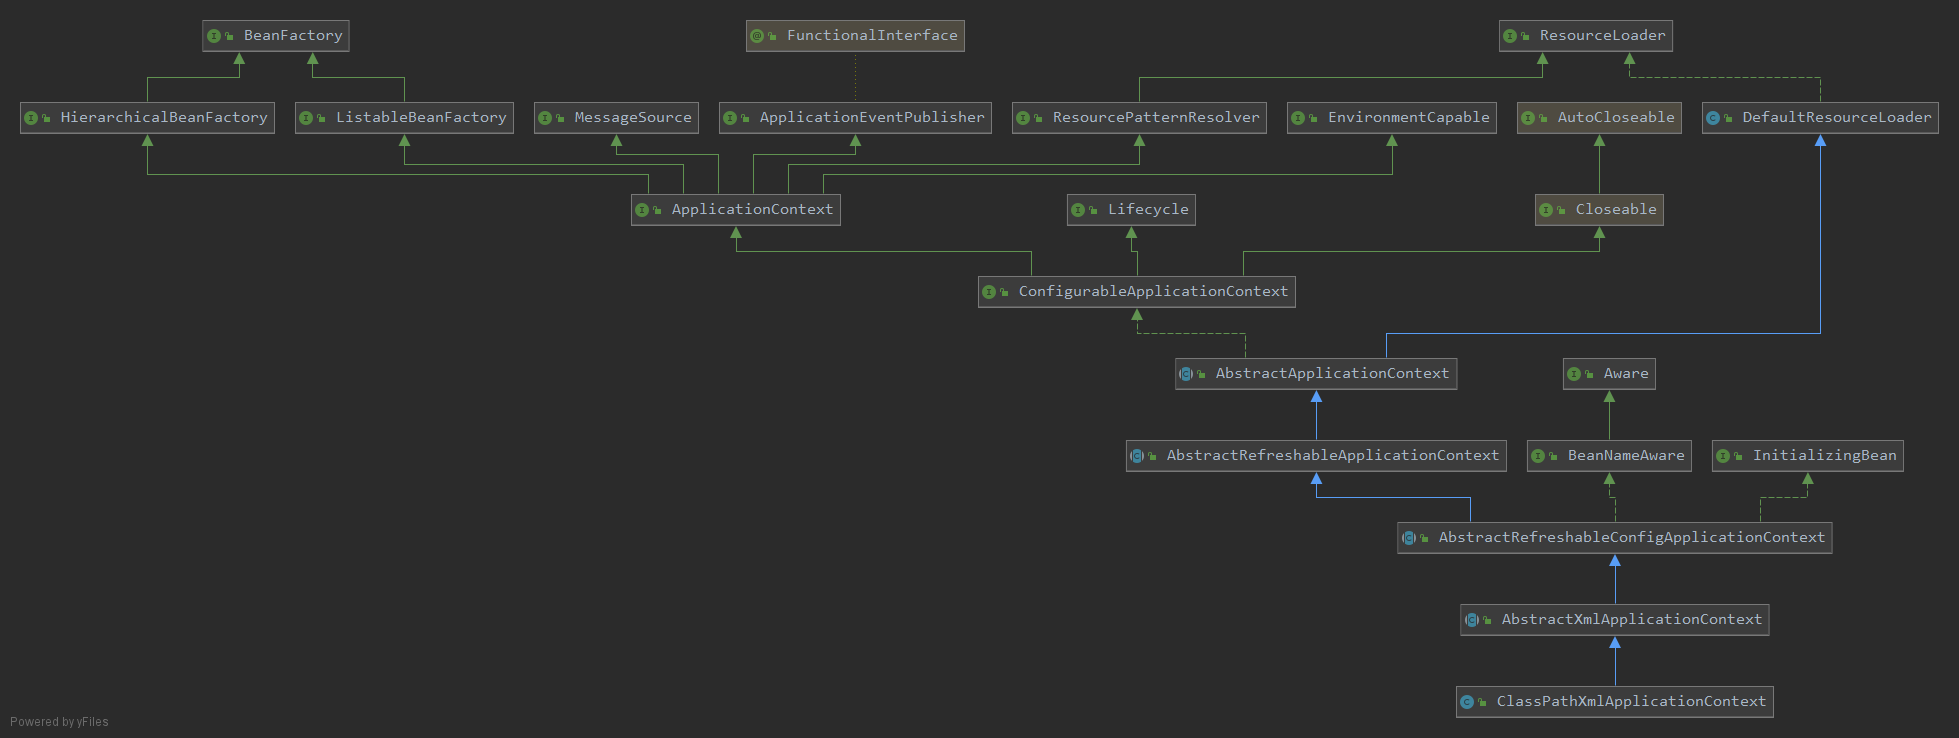 BeanFactory
FunctionalInterface
ResourceLoader
HierarchicalBeanFactory
ListableBeanFactory
MessageSource
ApplicationEventPublisher
ResourcePatternResolver
EnvironmentCapable
AutoCloseable
DefaultResourceLoader
ApplicationContext
Lifecycle
Closeable
ConfigurableApplicationContext
AbstractApplicationContext
Aware
AbstractRefreshableApplicationContext
BeanNameAware
InitializingBean
AbstractRefreshableConfigApplicationContext
AbstractXmlApplicationContext
ClassPathXmlApplicationContext
Powered by yFiles